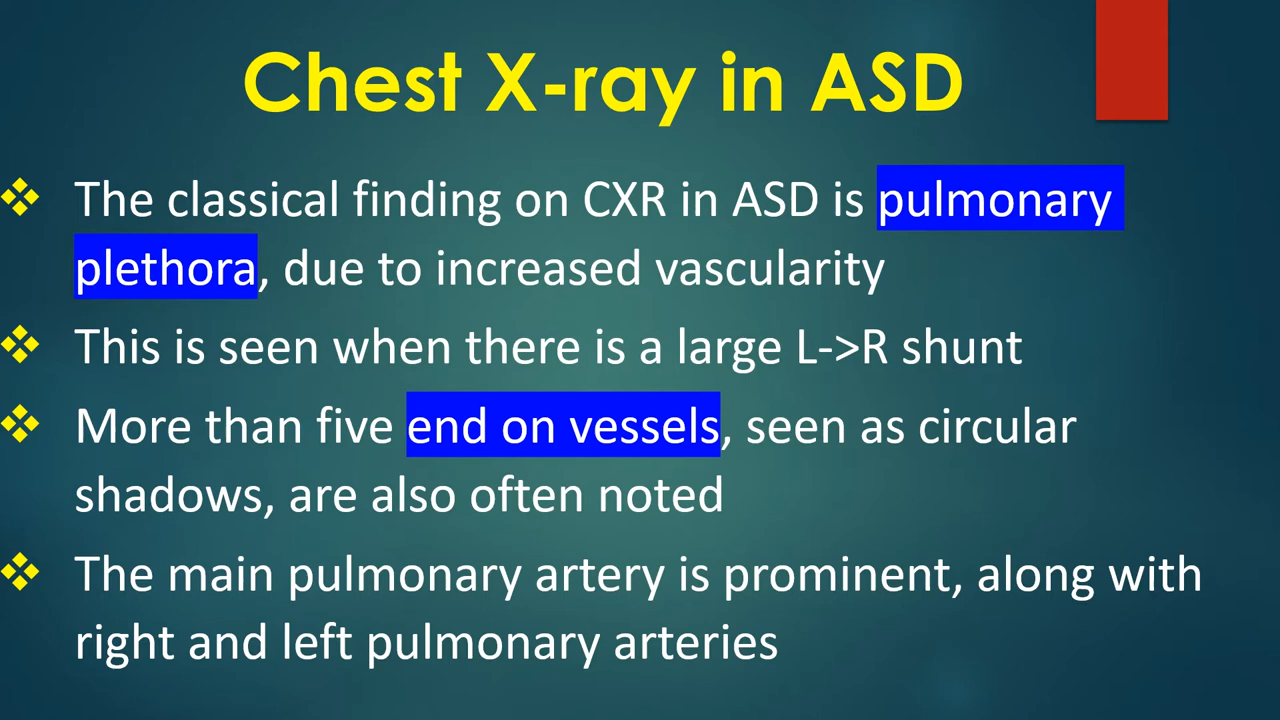 Chest X-ray in ASD
❖ The classical finding on CXR in ASD is pulmonary
plethora, due to increased vascularity
❖ This is seen when there is a large L->R shunt
❖ More than five end on vessels, seen as circular
shadows, are also often noted
❖ The main pulmonary artery is prominent, along with
right and left pulmonary arteries